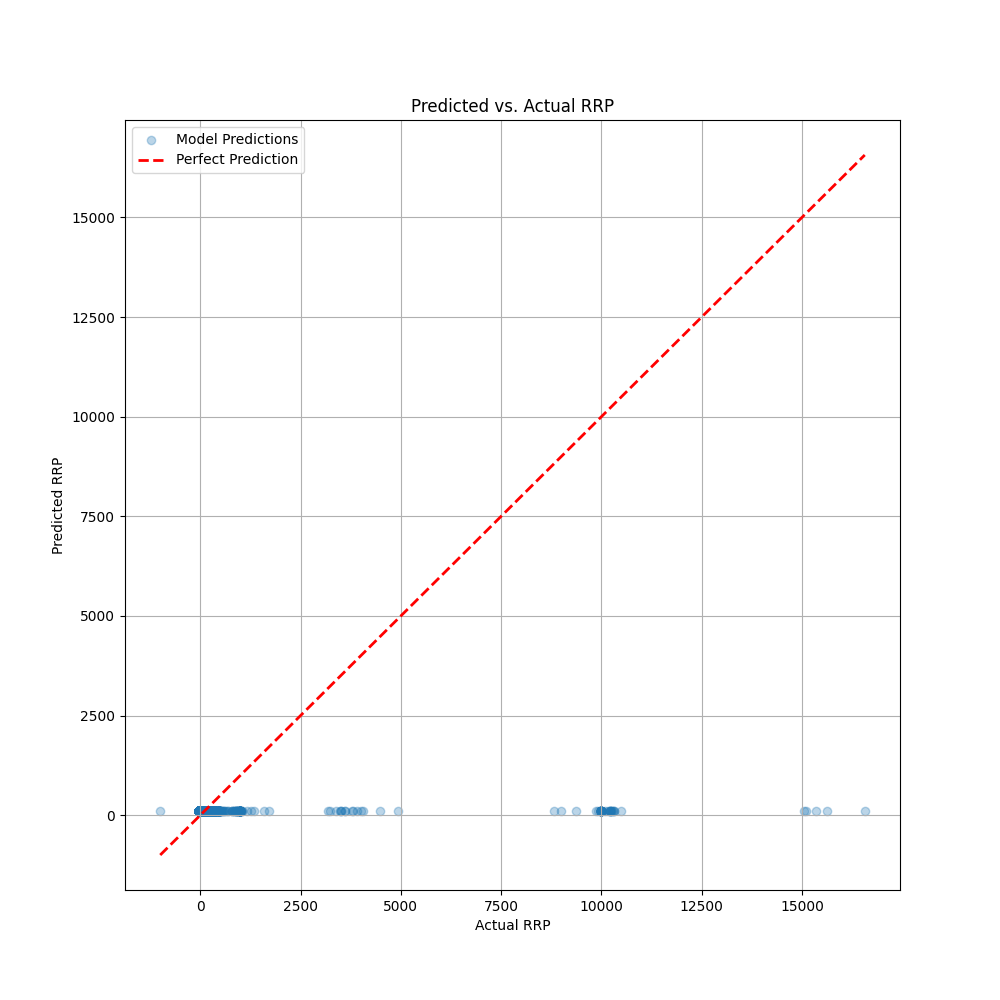 Predicted vs. Actual RRP
Model Predictions
Perfect Prediction
15000
12500
10000
7500
5000
2500
0
Predicted RRP
0 2500 5000 7500 10000 12500 15000
Actual RRP